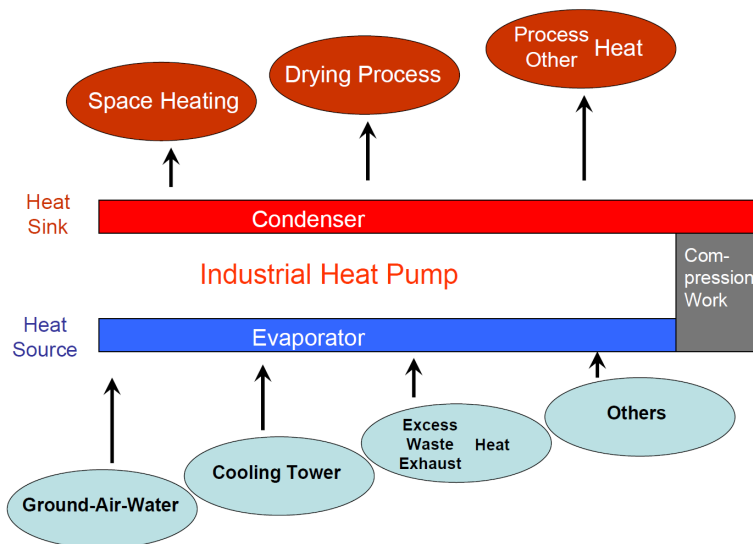 Process
Other
Heat
Drying Process
Space Heating
Heat
Sink
Condenser
Industrial Heat Pump
Com-
pression
Work
Heat
Source
Evaporator
Excess
Waste
Exhaust
Heat
Others
Cooling Tower
Ground-Air-Water